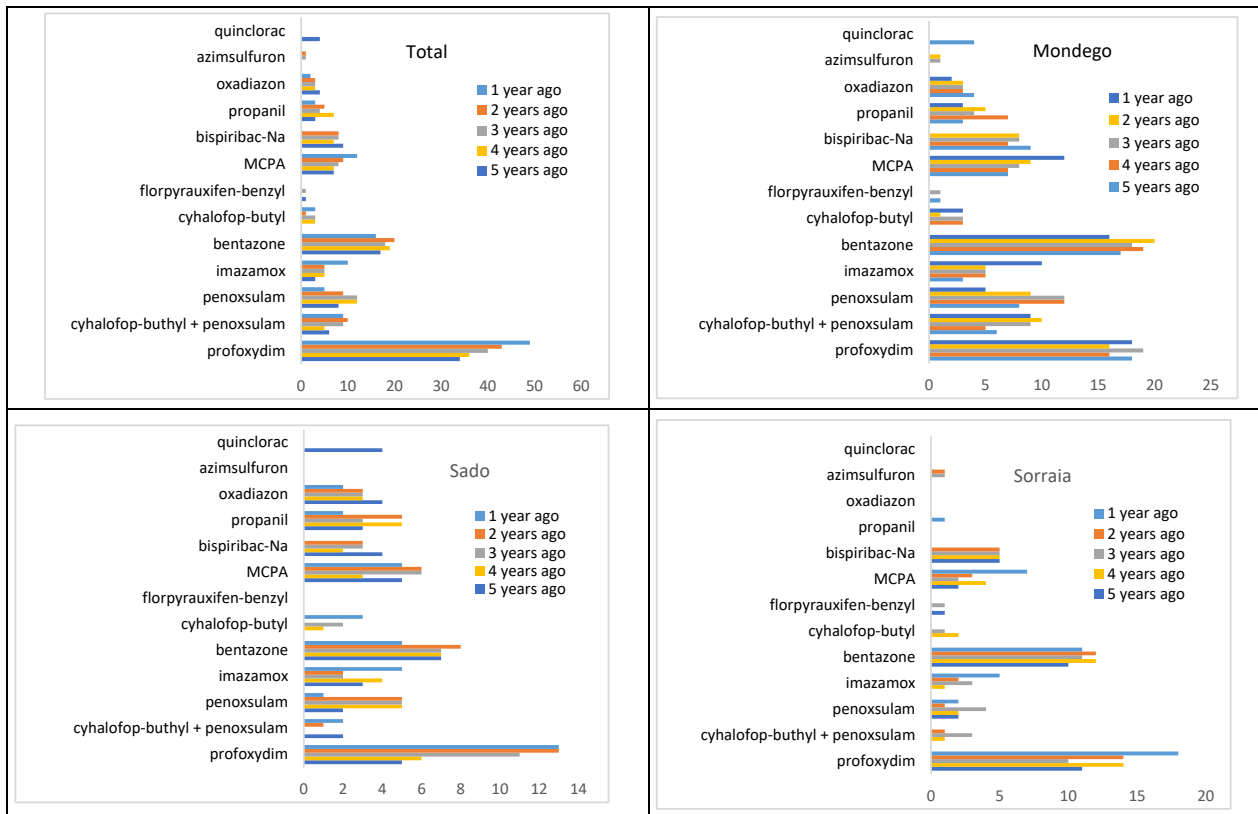 Total
quinclorac
azimsulfuron
oxadiazon
propanil
bispiribac-Na
MCPA
florpyrauxifen-benzyl
cyhalofop-butyl
bentazone
imazamox
penoxsulam
cyhalofop-buthyl + penoxsulam
profoxydim
1 year ago
2 years ago
3 years ago
4 years ago
5 years ago
0 10 20 30 40 50 60
Mondego
quinclorac
azimsulfuron
oxadiazon
propanil
bispiribac-Na
MCPA
florpyrauxifen-benzyl
cyhalofop-butyl
bentazone
imazamox
penoxsulam
cyhalofop-buthyl + penoxsulam
profoxydim
1 year ago
2 years ago
3 years ago
4 years ago
5 years ago
0 5 10 15 20 25
Sado
quinclorac
azimsulfuron
oxadiazon
propanil
bispiribac-Na
MCPA
florpyrauxifen-benzyl
cyhalofop-butyl
bentazone
imazamox
penoxsulam
cyhalofop-buthyl + penoxsulam
profoxydim
1 year ago
2 years ago
3 years ago
4 years ago
5 years ago
0 2 4 6 8 10 12 14
Sorraia
quinclorac
azimsulfuron
oxadiazon
propanil
bispiribac-Na
MCPA
florpyrauxifen-benzyl
cyhalofop-butyl
bentazone
imazamox
penoxsulam
cyhalofop-buthyl + penoxsulam
profoxydim
1 year ago
2 years ago
3 years ago
4 years ago
5 years ago
0 5 10 15 20